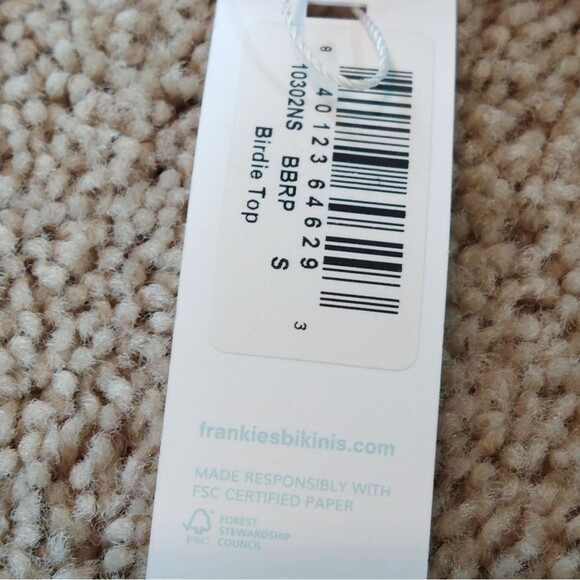 8 40123 64629 3
10302NS BBRP S
Birdie Top
frankiesbikinis.com
MADE RESPONSIBLY WITH
FSC CERTIFIED PAPER
FSC
FOREST
STEWARDSHIP
COUNCIL